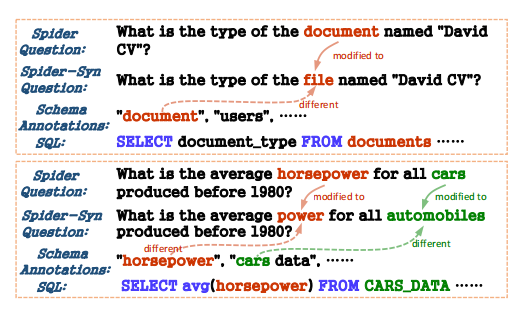 Spider Question: What is the type of the document named "David CV"?
modified to
Spider-Syn Question: What is the type of the file named "David CV"?
different
Schema Annotations: "document", "users", ······
SQL: SELECT document_type FROM documents ······
Spider Question: What is the average horsepower for all cars produced before 1980?
modified to modified to
Spider-Syn Question: What is the average power for all automobiles produced before 1980?
different different
Schema Annotations: "horsepower", "cars data", ······
SQL: SELECT avg(horsepower) FROM CARS_DATA ······